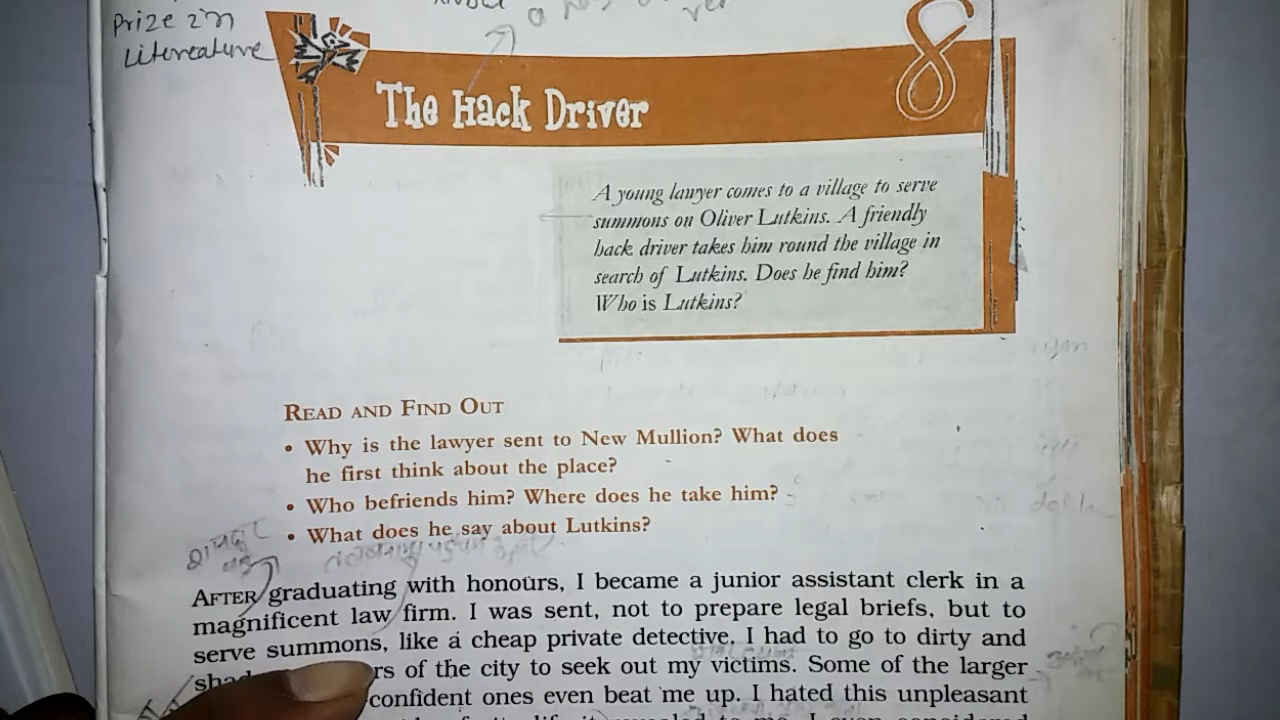 Prize
Litereature
8
The Hack Driver
A young lawyer comes to a village to serve
summons on Oliver Lutkins. A friendly
hack driver takes him round the village in
search of Lutkins. Does he find him?
Who is Lutkins?
READ AND FIND OUT
• Why is the lawyer sent to New Mullion? What does
he first think about the place?
• Who befriends him? Where does he take him?
• What does he say about Lutkins?
AFTER graduating with honours, I became a junior assistant clerk in a
magnificent law firm. I was sent, not to prepare legal briefs, but to
serve summons, like a cheap private detective. I had to go to dirty and
of the city to seek out my victims. Some of the larger
confident ones even beat me up. I hated this unpleasant